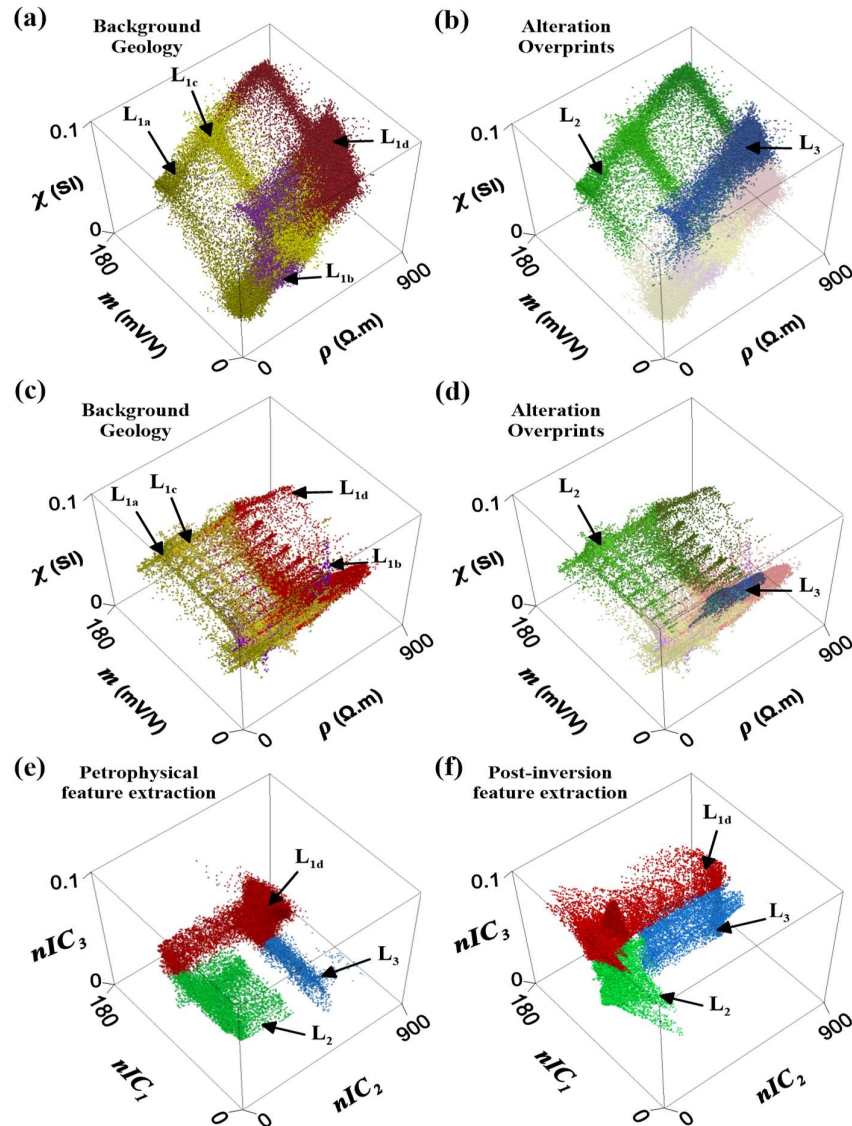 (a)
Background
Geology
L1c
L1a
L1d
L1b
0.1
χ (SI)
0
180
m (mV/V)
0
0
ρ (Ω.m)
900
(b)
Alteration
Overprints
L2
L3
0.1
χ (SI)
0
180
m (mV/V)
0
0
ρ (Ω.m)
900
(c)
Background
Geology
L1a
L1c
L1d
L1b
0.1
χ (SI)
0
180
m (mV/V)
0
0
ρ (Ω.m)
900
(d)
Alteration
Overprints
L2
L3
0.1
χ (SI)
0
180
m (mV/V)
0
0
ρ (Ω.m)
900
(e)
Petrophysical
feature extraction
L1d
L3
L2
0.1
nIC3
0
180
nIC1
0
0
nIC2
900
(f)
Post-inversion
feature extraction
L1d
L3
L2
0.1
nIC3
0
180
nIC1
0
0
nIC2
900